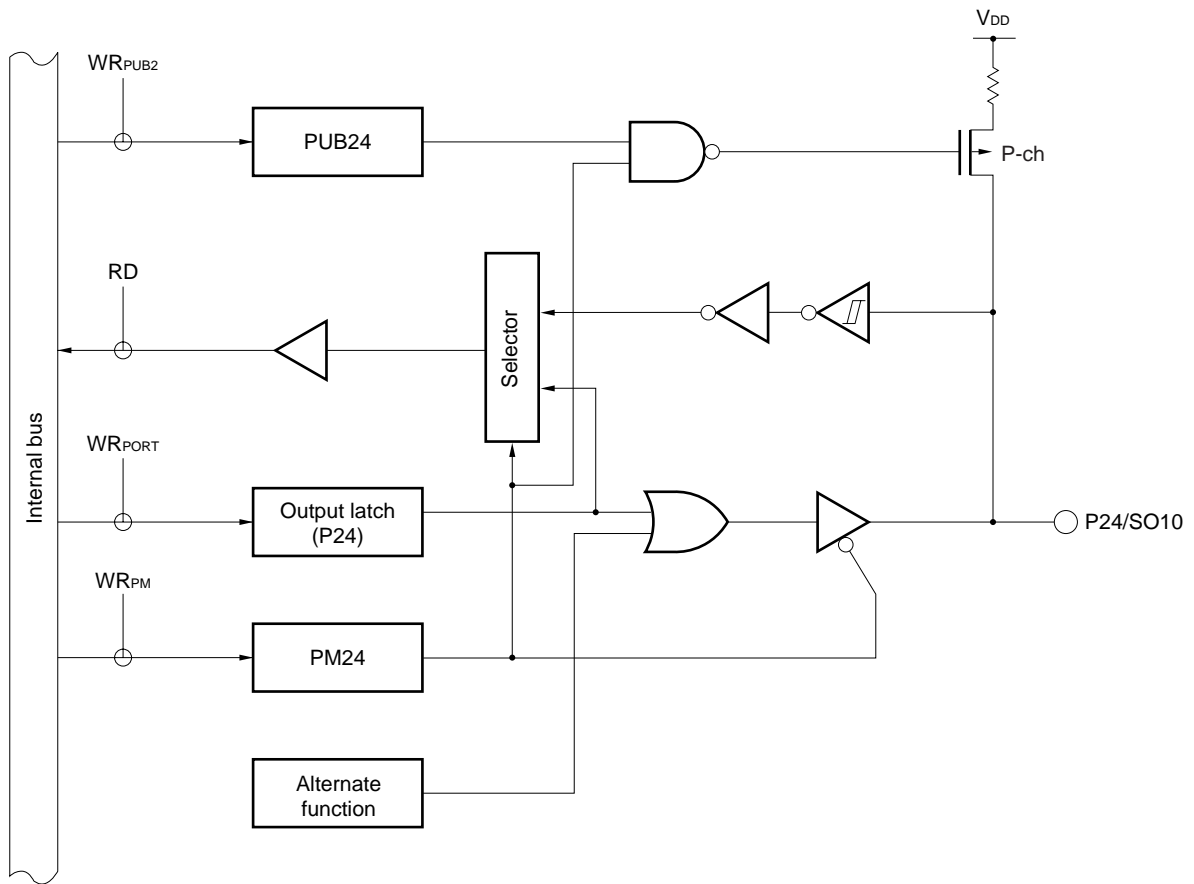 VDD
WRPUB2
PUB24
P-ch
RD
Selector
Internal bus
WRPORT
Output latch
(P24)
P24/SO10
WRPM
PM24
Alternate
function